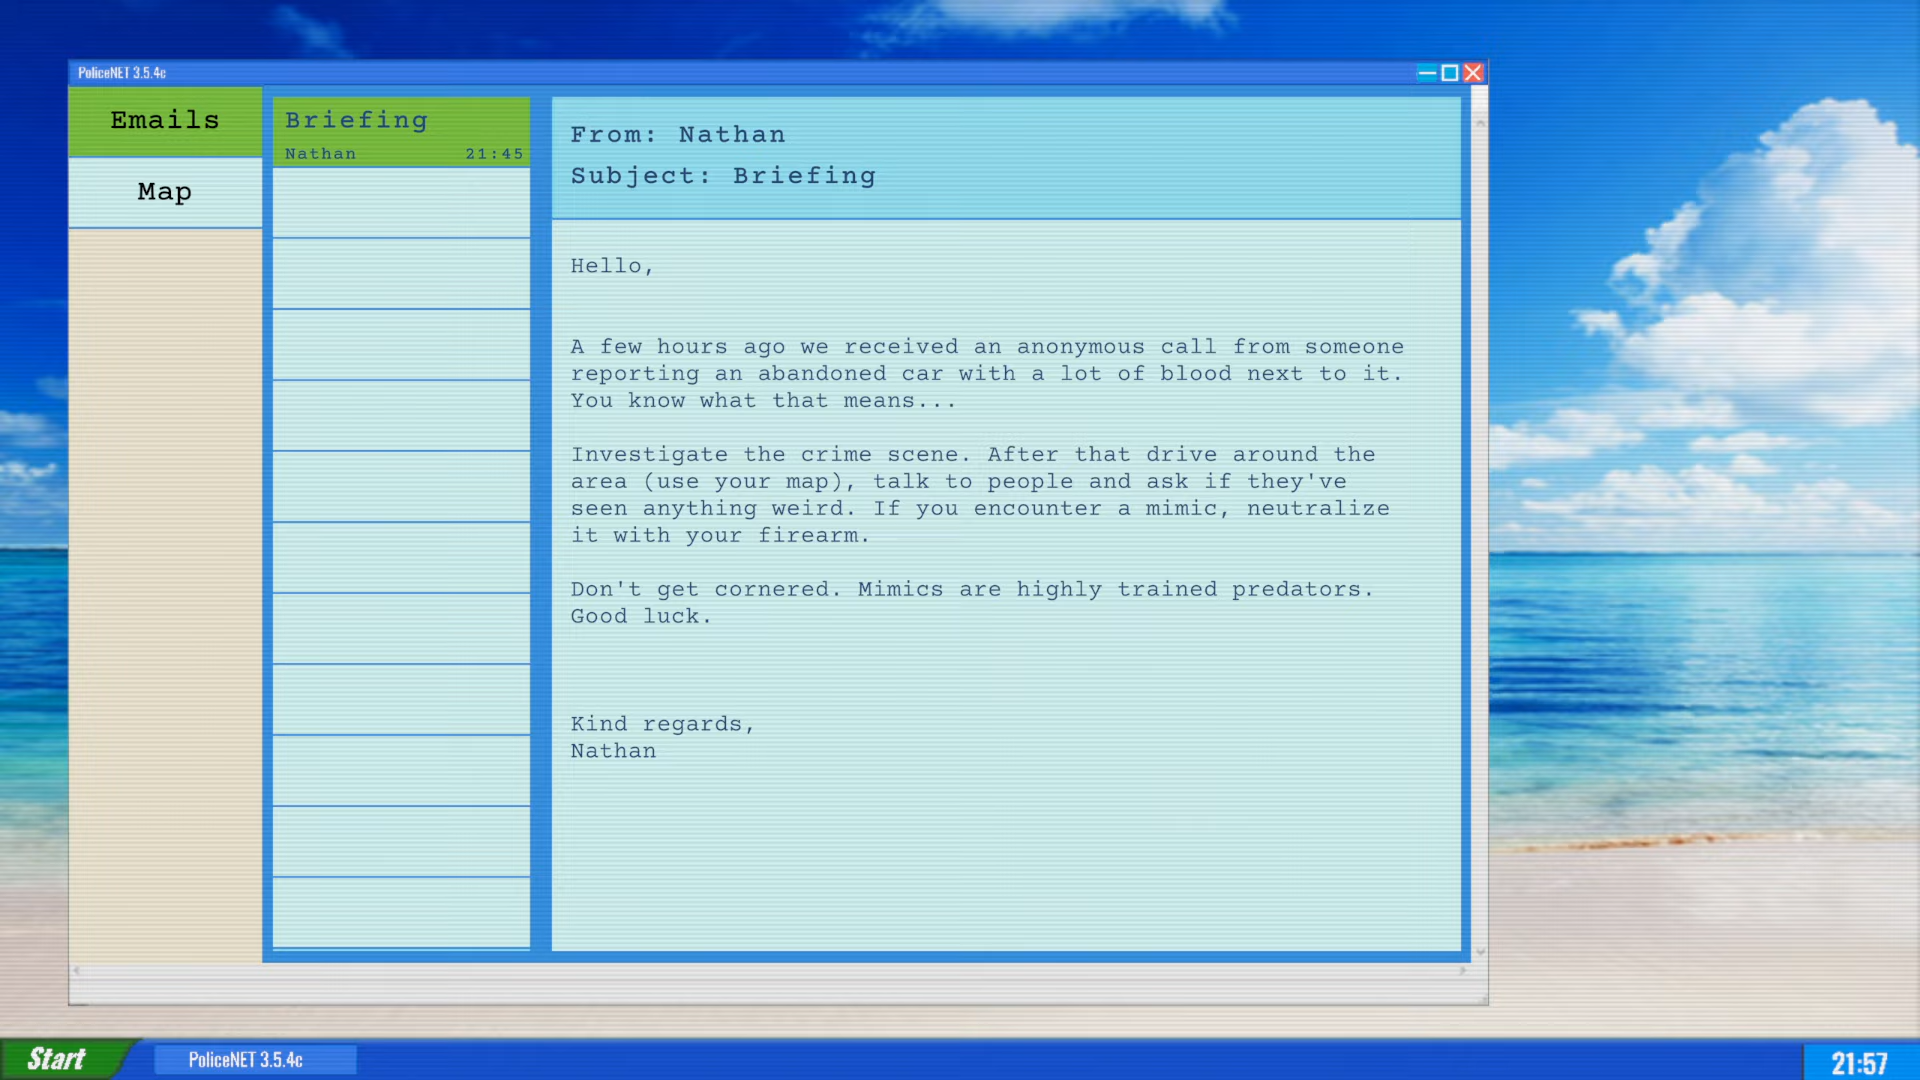 PoliceNET 3.5.4c
Emails
Map
Briefing
Nathan 21:45
From: Nathan
Subject: Briefing
Hello,
A few hours ago we received an anonymous call from someone
reporting an abandoned car with a lot of blood next to it.
You know what that means...
Investigate the crime scene. After that drive around the
area (use your map), talk to people and ask if they've
seen anything weird. If you encounter a mimic, neutralize
it with your firearm.
Don't get cornered. Mimics are highly trained predators.
Good luck.
Kind regards,
Nathan
Start
PoliceNET 3.5.4c
21:57